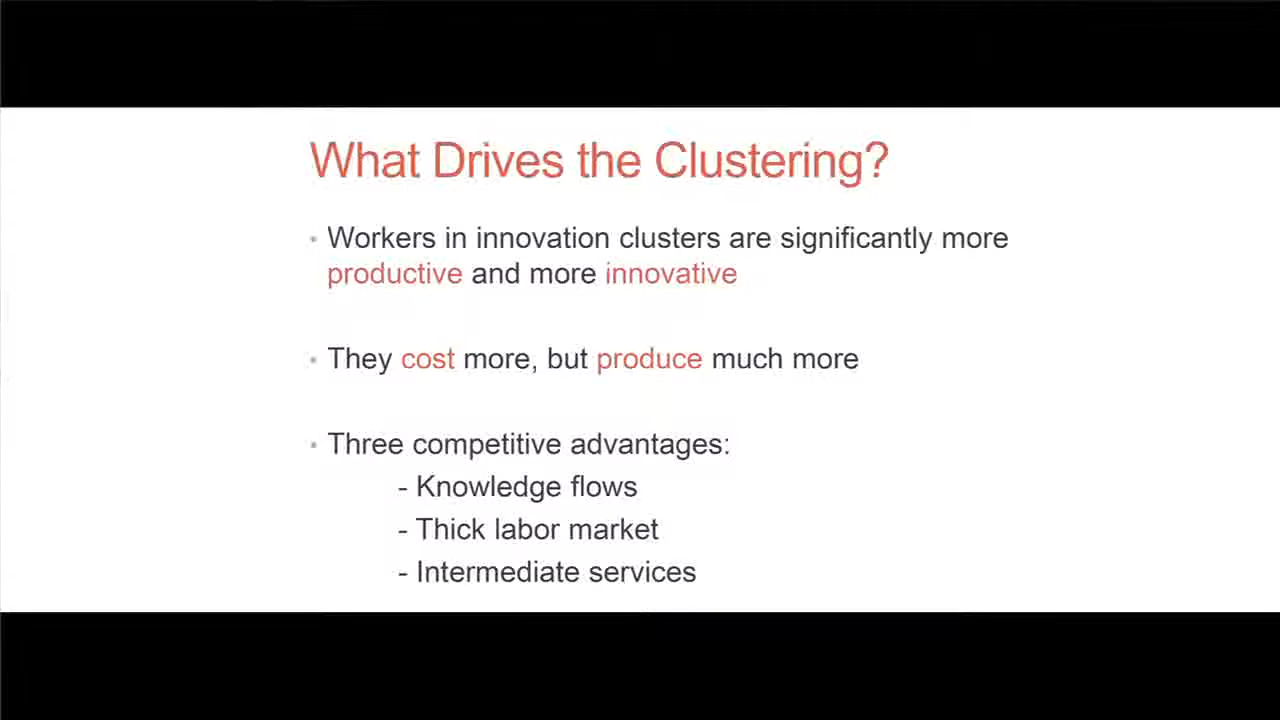 What Drives the Clustering?
· Workers in innovation clusters are significantly more
productive and more innovative
· They cost more, but produce much more
· Three competitive advantages:
- Knowledge flows
- Thick labor market
- Intermediate services